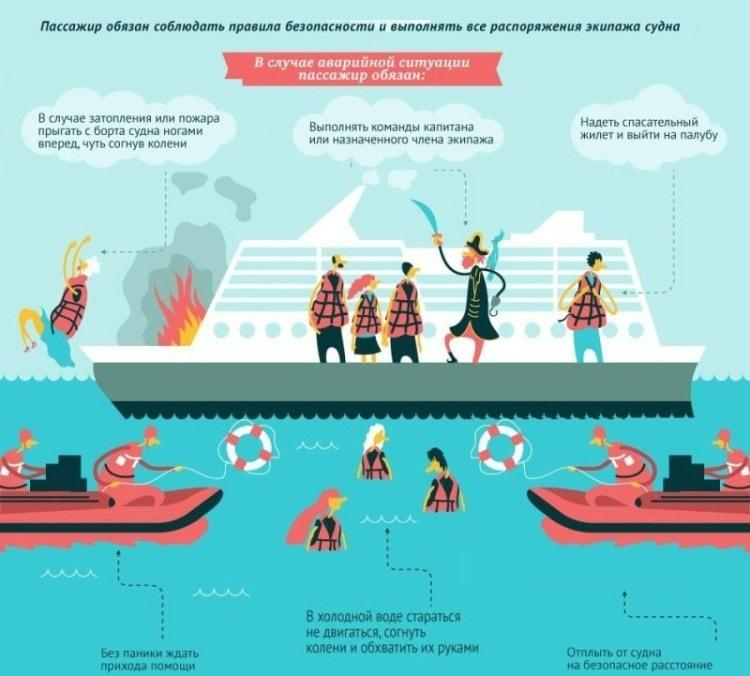 Пассажир обязан соблюдать правила безопасности и выполнять все распоряжения экипажа судна
В случае аварийной ситуации
пассажир обязан:
В случае затопления или пожара
прыгать с борта судна ногами
вперед, чуть согнув колени
Выполнять команды капитана
или назначенного члена экипажа
Надеть спасательный
жилет и выйти на палубу
Без паники ждать
прихода помощи
В холодной воде стараться
не двигаться, согнуть
колени и обхватить их руками
Отплыть от судна
на безопасное расстояние